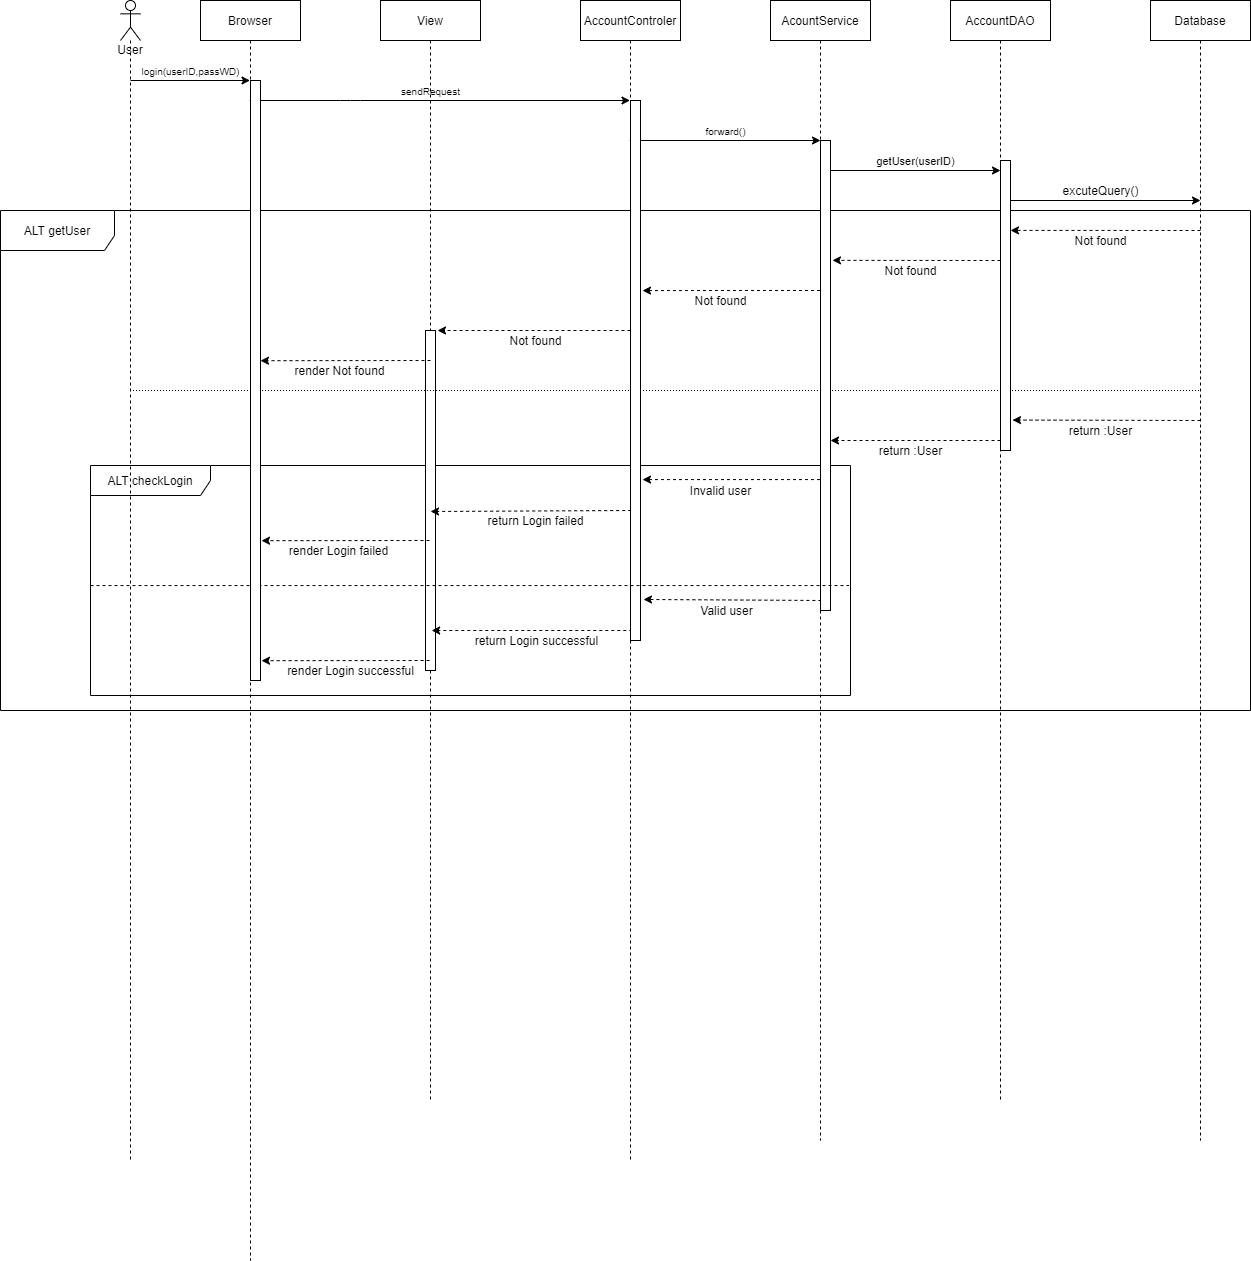 User
Browser
View
AccountControler
AcountService
AccountDAO
Database
login(userID,passWD)
sendRequest
forward()
getUser(userID)
excuteQuery()
ALT getUser
Not found
Not found
Not found
Not found
render Not found
return :User
return :User
ALT checkLogin
Invalid user
return Login failed
render Login failed
Valid user
return Login successful
render Login successful